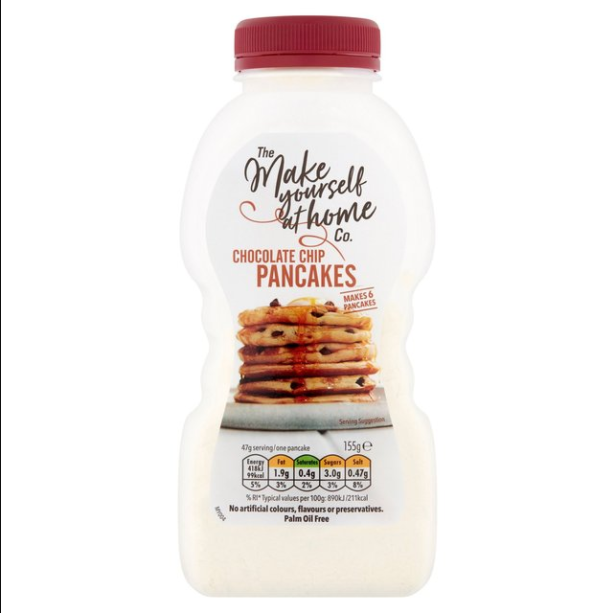 The
Make
yourself
at home
Co.
CHOCOLATE CHIP
PANCAKES
MAKES 6
PANCAKES
Serving Suggestion
47g serving/one pancake 155g ℮
Energy Fat Saturates Sugars Salt
418kJ
99kcal 1.9g 0.4g 3.0g 0.47g
5% 3% 2% 3% 8%
% RI* Typical values per 100g: 890kJ/211kcal
No artificial colours, flavours or preservatives.
Palm Oil Free